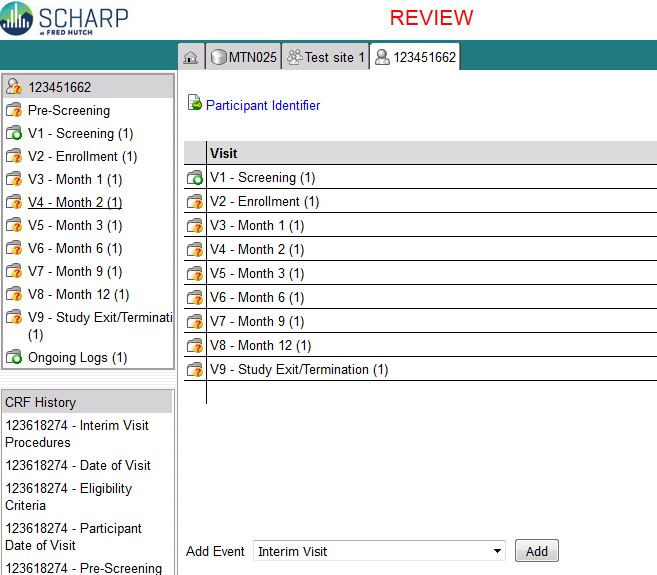 SCHARP
at FRED HUTCH
REVIEW
MTN025
Test site 1
123451662
123451662
Pre-Screening
V1 - Screening (1)
V2 - Enrollment (1)
V3 - Month 1 (1)
V4 - Month 2 (1)
V5 - Month 3 (1)
V6 - Month 6 (1)
V7 - Month 9 (1)
V8 - Month 12 (1)
V9 - Study Exit/Terminati
(1)
Ongoing Logs (1)
CRF History
123618274 - Interim Visit
Procedures
123618274 - Date of Visit
123618274 - Eligibility
Criteria
123618274 - Participant
Date of Visit
123618274 - Pre-Screening
Participant Identifier
Visit
V1 - Screening (1)
V2 - Enrollment (1)
V3 - Month 1 (1)
V4 - Month 2 (1)
V5 - Month 3 (1)
V6 - Month 6 (1)
V7 - Month 9 (1)
V8 - Month 12 (1)
V9 - Study Exit/Termination (1)
Add Event Interim Visit Add